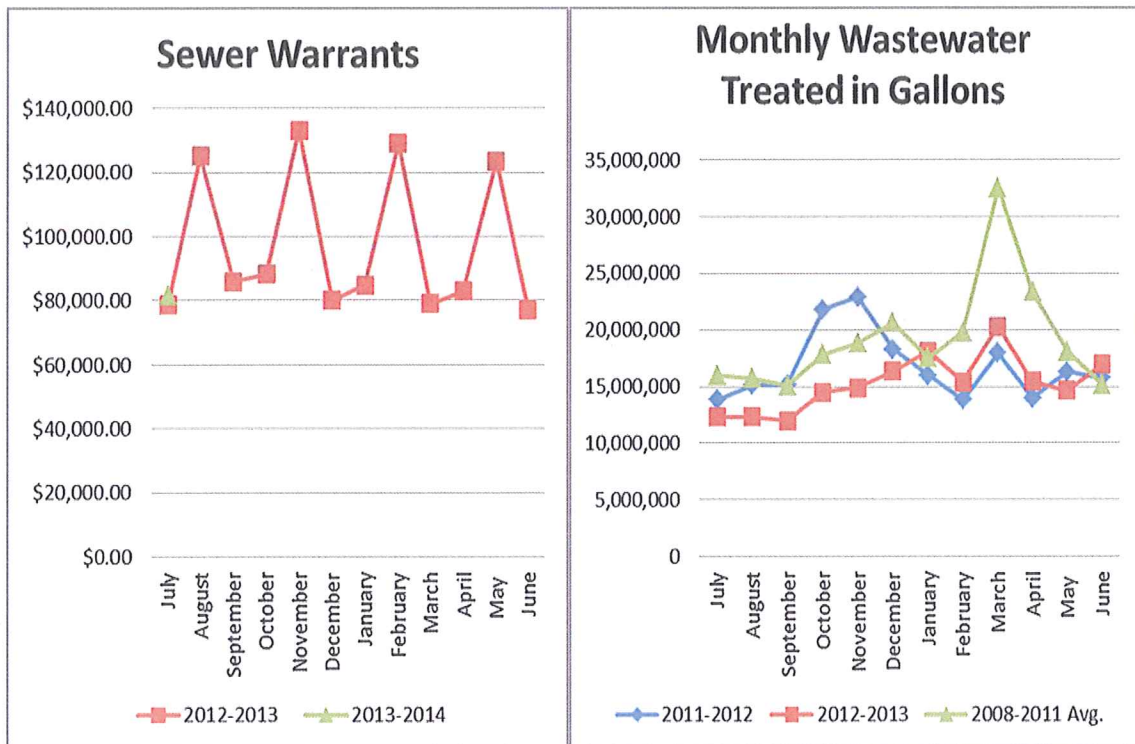 Sewer Warrants
$140,000.00
$120,000.00
$100,000.00
$80,000.00
$60,000.00
$40,000.00
$20,000.00
$0.00
July
August
September
October
November
December
January
February
March
April
May
June
2012-2013
2013-2014
Monthly Wastewater
Treated in Gallons
35,000,000
30,000,000
25,000,000
20,000,000
15,000,000
10,000,000
5,000,000
0
July
August
September
October
November
December
January
February
March
April
May
June
2011-2012
2012-2013
2008-2011 Avg.